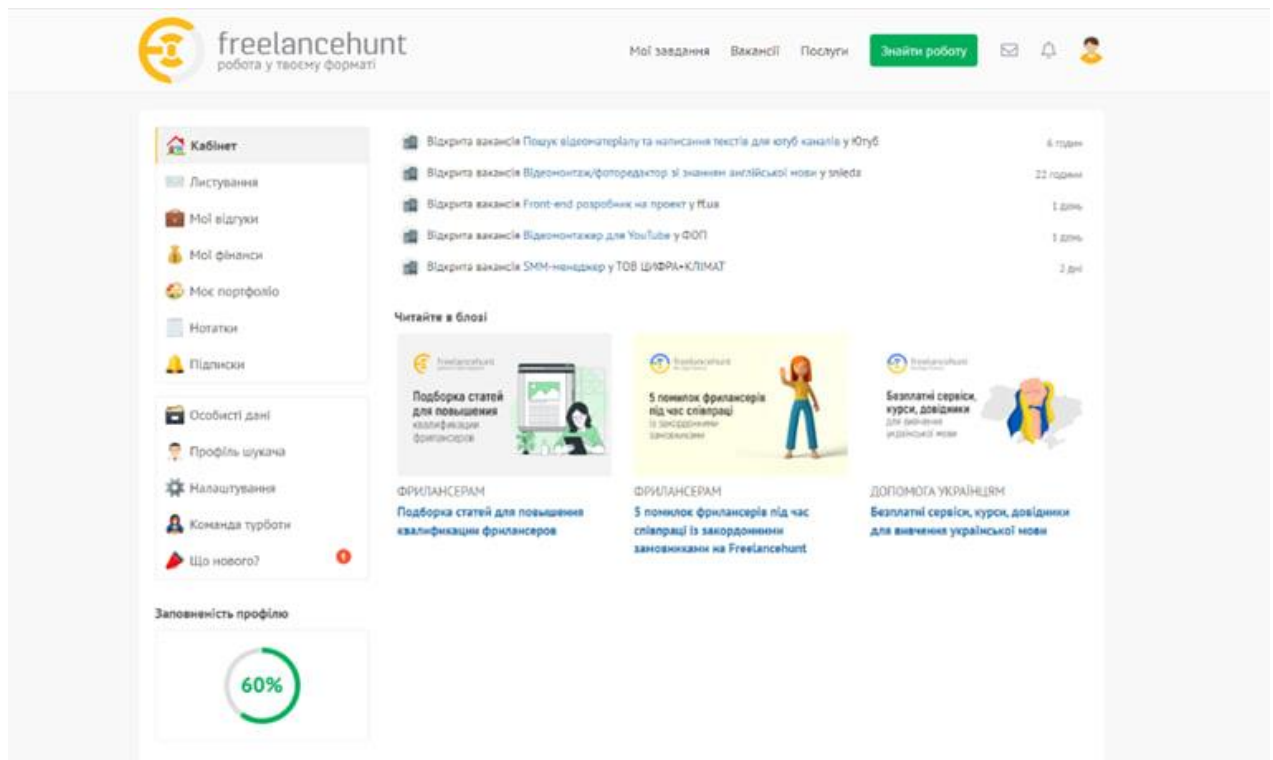 freelancehunt
робота у твоєму форматі
Мої завдання Вакансії Послуги Знайти роботу
Кабінет
Листування
Мої відгуки
Мої фінанси
Моє портфоліо
Нотатки
Підписки
Особисті дані
Профіль шукача
Налаштування
Команда турботи
Що нового?
Заповненість профілю
60%
Відкрита вакансія Пошук відеоматеріалу та написання текстів для ютуб каналів у Ютуб 6 годин
Відкрита вакансія Відеомонтаж/фоторедактор зі знанням англійської мови у snieda 22 години
Відкрита вакансія Front-end розробник на проект у ff.ua 1 день
Відкрита вакансія Відеомонтажер для YouTube у ФОП 1 день
Відкрита вакансія SMM-менеджер у ТОВ ЦИФРА+КЛІМАТ 2 дні
Читайте в блозі
freelancehunt
Подборка статей
для повышения
квалификации
фрилансеров
ФРИЛАНСЕРАМ
Подборка статей для повышения
квалификации фрилансеров
freelancehunt
5 помилок фрилансерів
під час співпраці
із закордонними
замовниками
ФРИЛАНСЕРАМ
5 помилок фрилансерів під час
співпраці із закордонними
замовниками на Freelancehunt
freelancehunt
Безплатні сервіси,
курси, довідники
для вивчення
української мови
ДОПОМОГА УКРАЇНЦЯМ
Безплатні сервіси, курси, довідники
для вивчення української мови